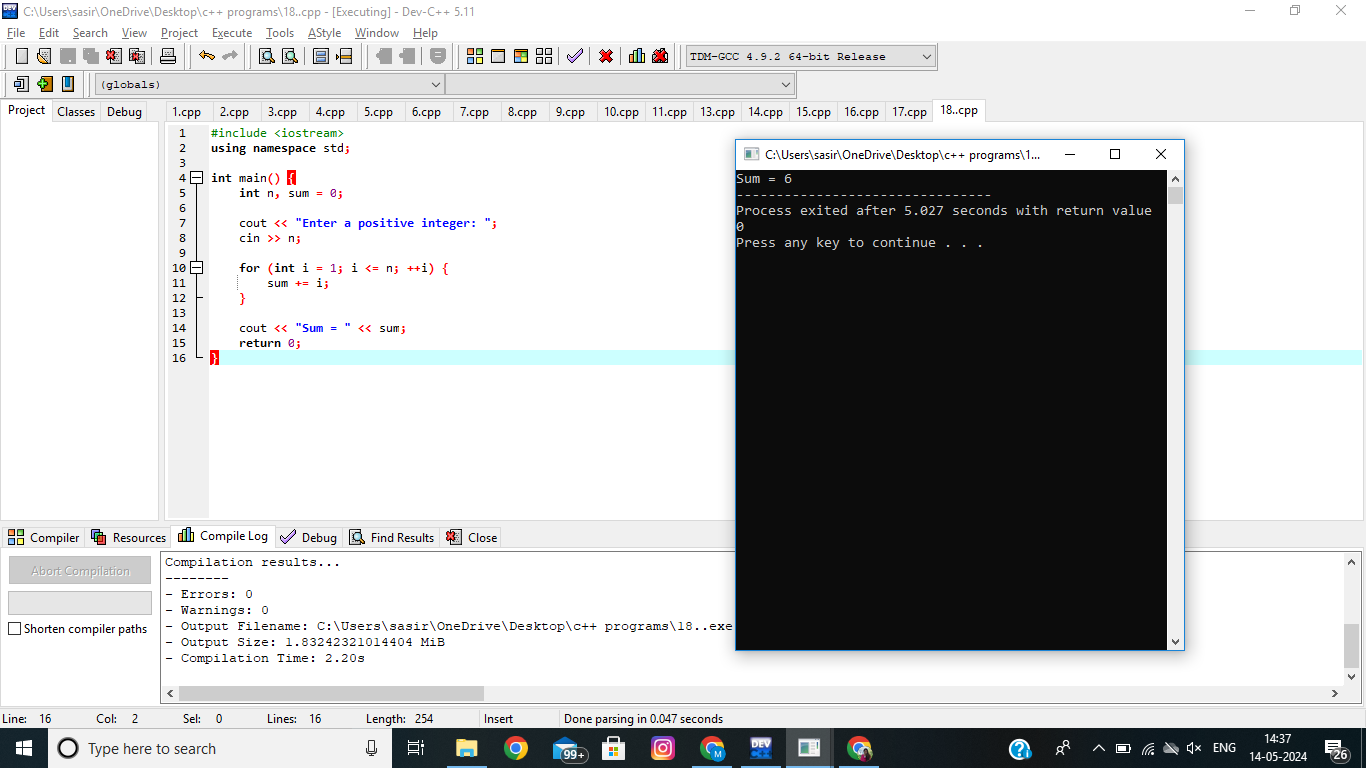 C:\Users\sasir\OneDrive\Desktop\c++ programs\18..cpp - [Executing] - Dev-C++ 5.11
File Edit Search View Project Execute Tools AStyle Window Help
TDM-GCC 4.9.2 64-bit Release
(globals)
Project Classes Debug
1.cpp 2.cpp 3.cpp 4.cpp 5.cpp 6.cpp 7.cpp 8.cpp 9.cpp 10.cpp 11.cpp 13.cpp 14.cpp 15.cpp 16.cpp 17.cpp 18..cpp
1 #include <iostream>
2 using namespace std;
3
4 int main() {
5 int n, sum = 0;
6
7 cout << "Enter a positive integer: ";
8 cin >> n;
9
10 for (int i = 1; i <= n; ++i) {
11 sum += i;
12 }
13
14 cout << "Sum = " << sum;
15 return 0;
16 }
C:\Users\sasir\OneDrive\Desktop\c++ programs\1...
Sum = 6
--------------------------------
Process exited after 5.027 seconds with return value
0
Press any key to continue . . .
Compiler Resources Compile Log Debug Find Results Close
Abort Compilation
Shorten compiler paths
Compilation results...
--------
- Errors: 0
- Warnings: 0
- Output Filename: C:\Users\sasir\OneDrive\Desktop\c++ programs\18..exe
- Output Size: 1.83242321014404 MiB
- Compilation Time: 2.20s
Line: 16 Col: 2 Sel: 0 Lines: 16 Length: 254 Insert Done parsing in 0.047 seconds
Type here to search
99+
M
DEV
ENG
14:37
14-05-2024
26